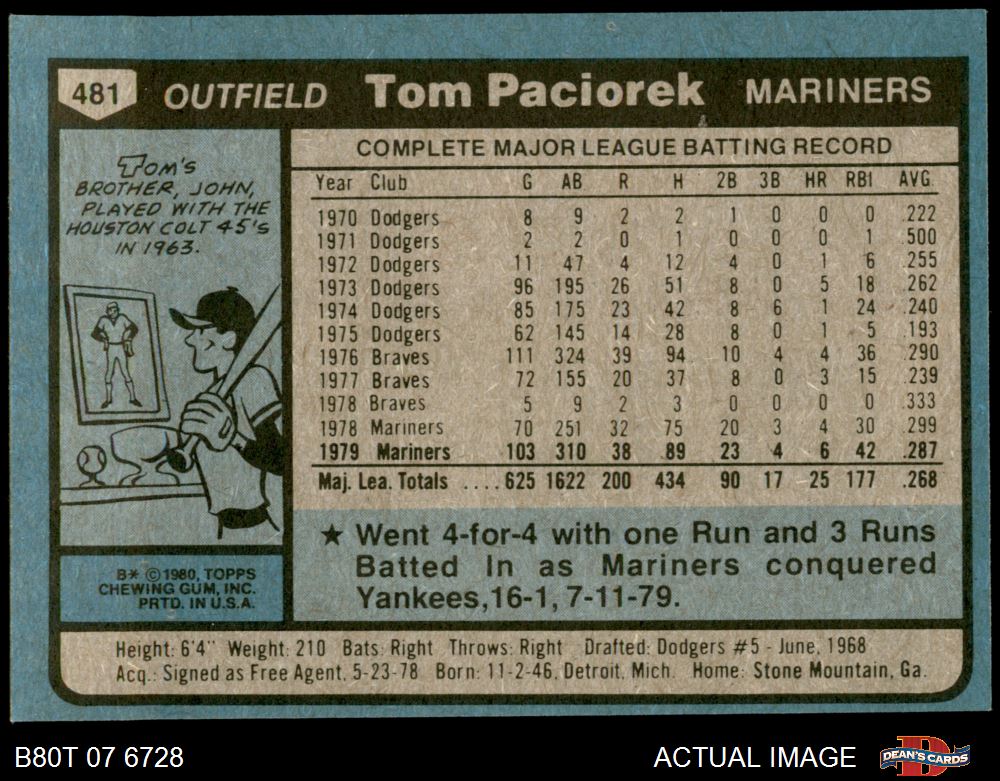 481 OUTFIELD Tom Paciorek MARINERS
TOM'S
BROTHER, JOHN,
PLAYED WITH THE
HOUSTON COLT 45'S
IN 1963.
COMPLETE MAJOR LEAGUE BATTING RECORD
Year Club G AB R H 2B 3B HR RBI AVG.
1970 Dodgers 8 9 2 2 1 0 0 0 .222
1971 Dodgers 2 2 0 1 0 0 0 1 .500
1972 Dodgers 11 47 4 12 4 0 1 6 .255
1973 Dodgers 96 195 26 51 8 0 5 18 .262
1974 Dodgers 85 175 23 42 8 6 1 24 .240
1975 Dodgers 62 145 14 28 8 0 1 5 .193
1976 Braves 111 324 39 94 10 4 4 36 .290
1977 Braves 72 155 20 37 8 0 3 15 .239
1978 Braves 5 9 2 3 0 0 0 0 .333
1978 Mariners 70 251 32 75 20 3 4 30 .299
1979 Mariners 103 310 38 89 23 4 6 42 .287
Maj. Lea. Totals ....625 1622 200 434 90 17 25 177 .268
★ Went 4-for-4 with one Run and 3 Runs
Batted In as Mariners conquered
Yankees,16-1, 7-11-79.
B* ©1980, TOPPS
CHEWING GUM, INC.
PRTD. IN U.S.A.
Height: 6'4" Weight: 210 Bats: Right Throws: Right Drafted: Dodgers #5 - June, 1968
Acq.: Signed as Free Agent, 5-23-78 Born: 11-2-46, Detroit, Mich. Home: Stone Mountain, Ga.
B80T 07 6728 ACTUAL IMAGE DEAN'S CARDS